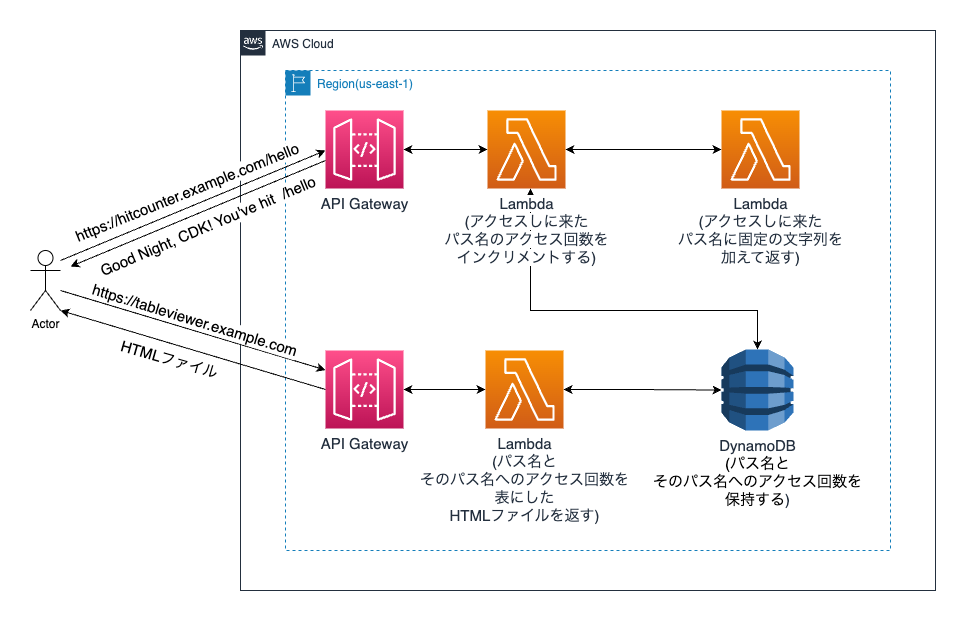 aws
AWS Cloud
Region(us-east-1)
https://hitcounter.example.com/hello
Good Night, CDK! You've hit /hello
API Gateway
Lambda
(アクセスしに来た
パス名のアクセス回数を
インクリメントする)
Lambda
(アクセスしに来た
パス名に固定の文字列を
加えて返す)
Actor
https://tableviewer.example.com
HTMLファイル
API Gateway
Lambda
(パス名と
そのパス名へのアクセス回数を
表にした
HTMLファイルを返す)
DynamoDB
(パス名と
そのパス名へのアクセス回数を
保持する)